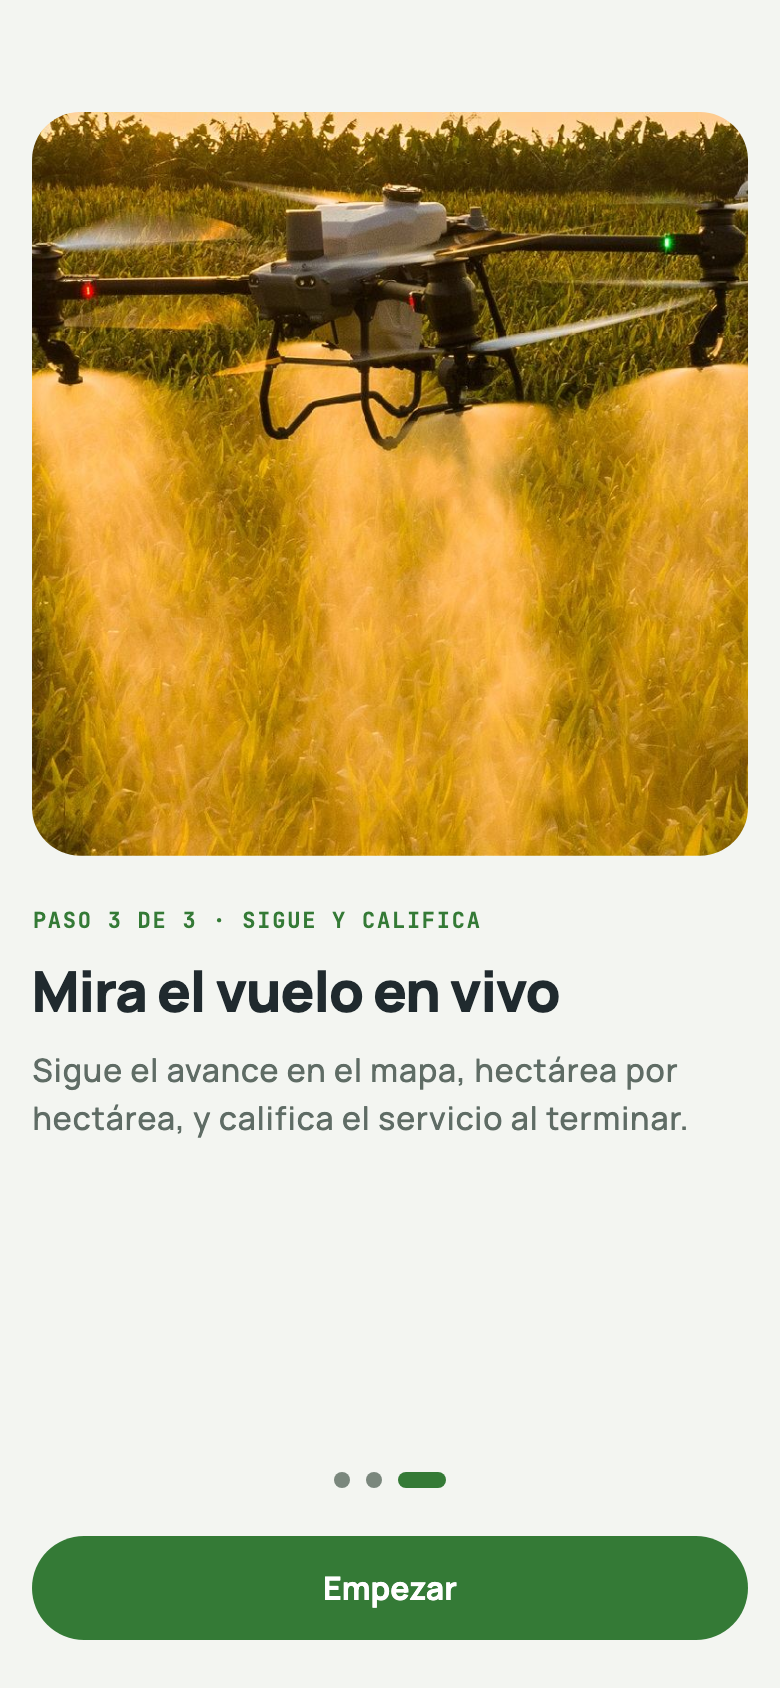 PASO 3 DE 3 · SIGUE Y CALIFICA
Mira el vuelo en vivo
Sigue el avance en el mapa, hectárea por
hectárea, y califica el servicio al terminar.
Empezar